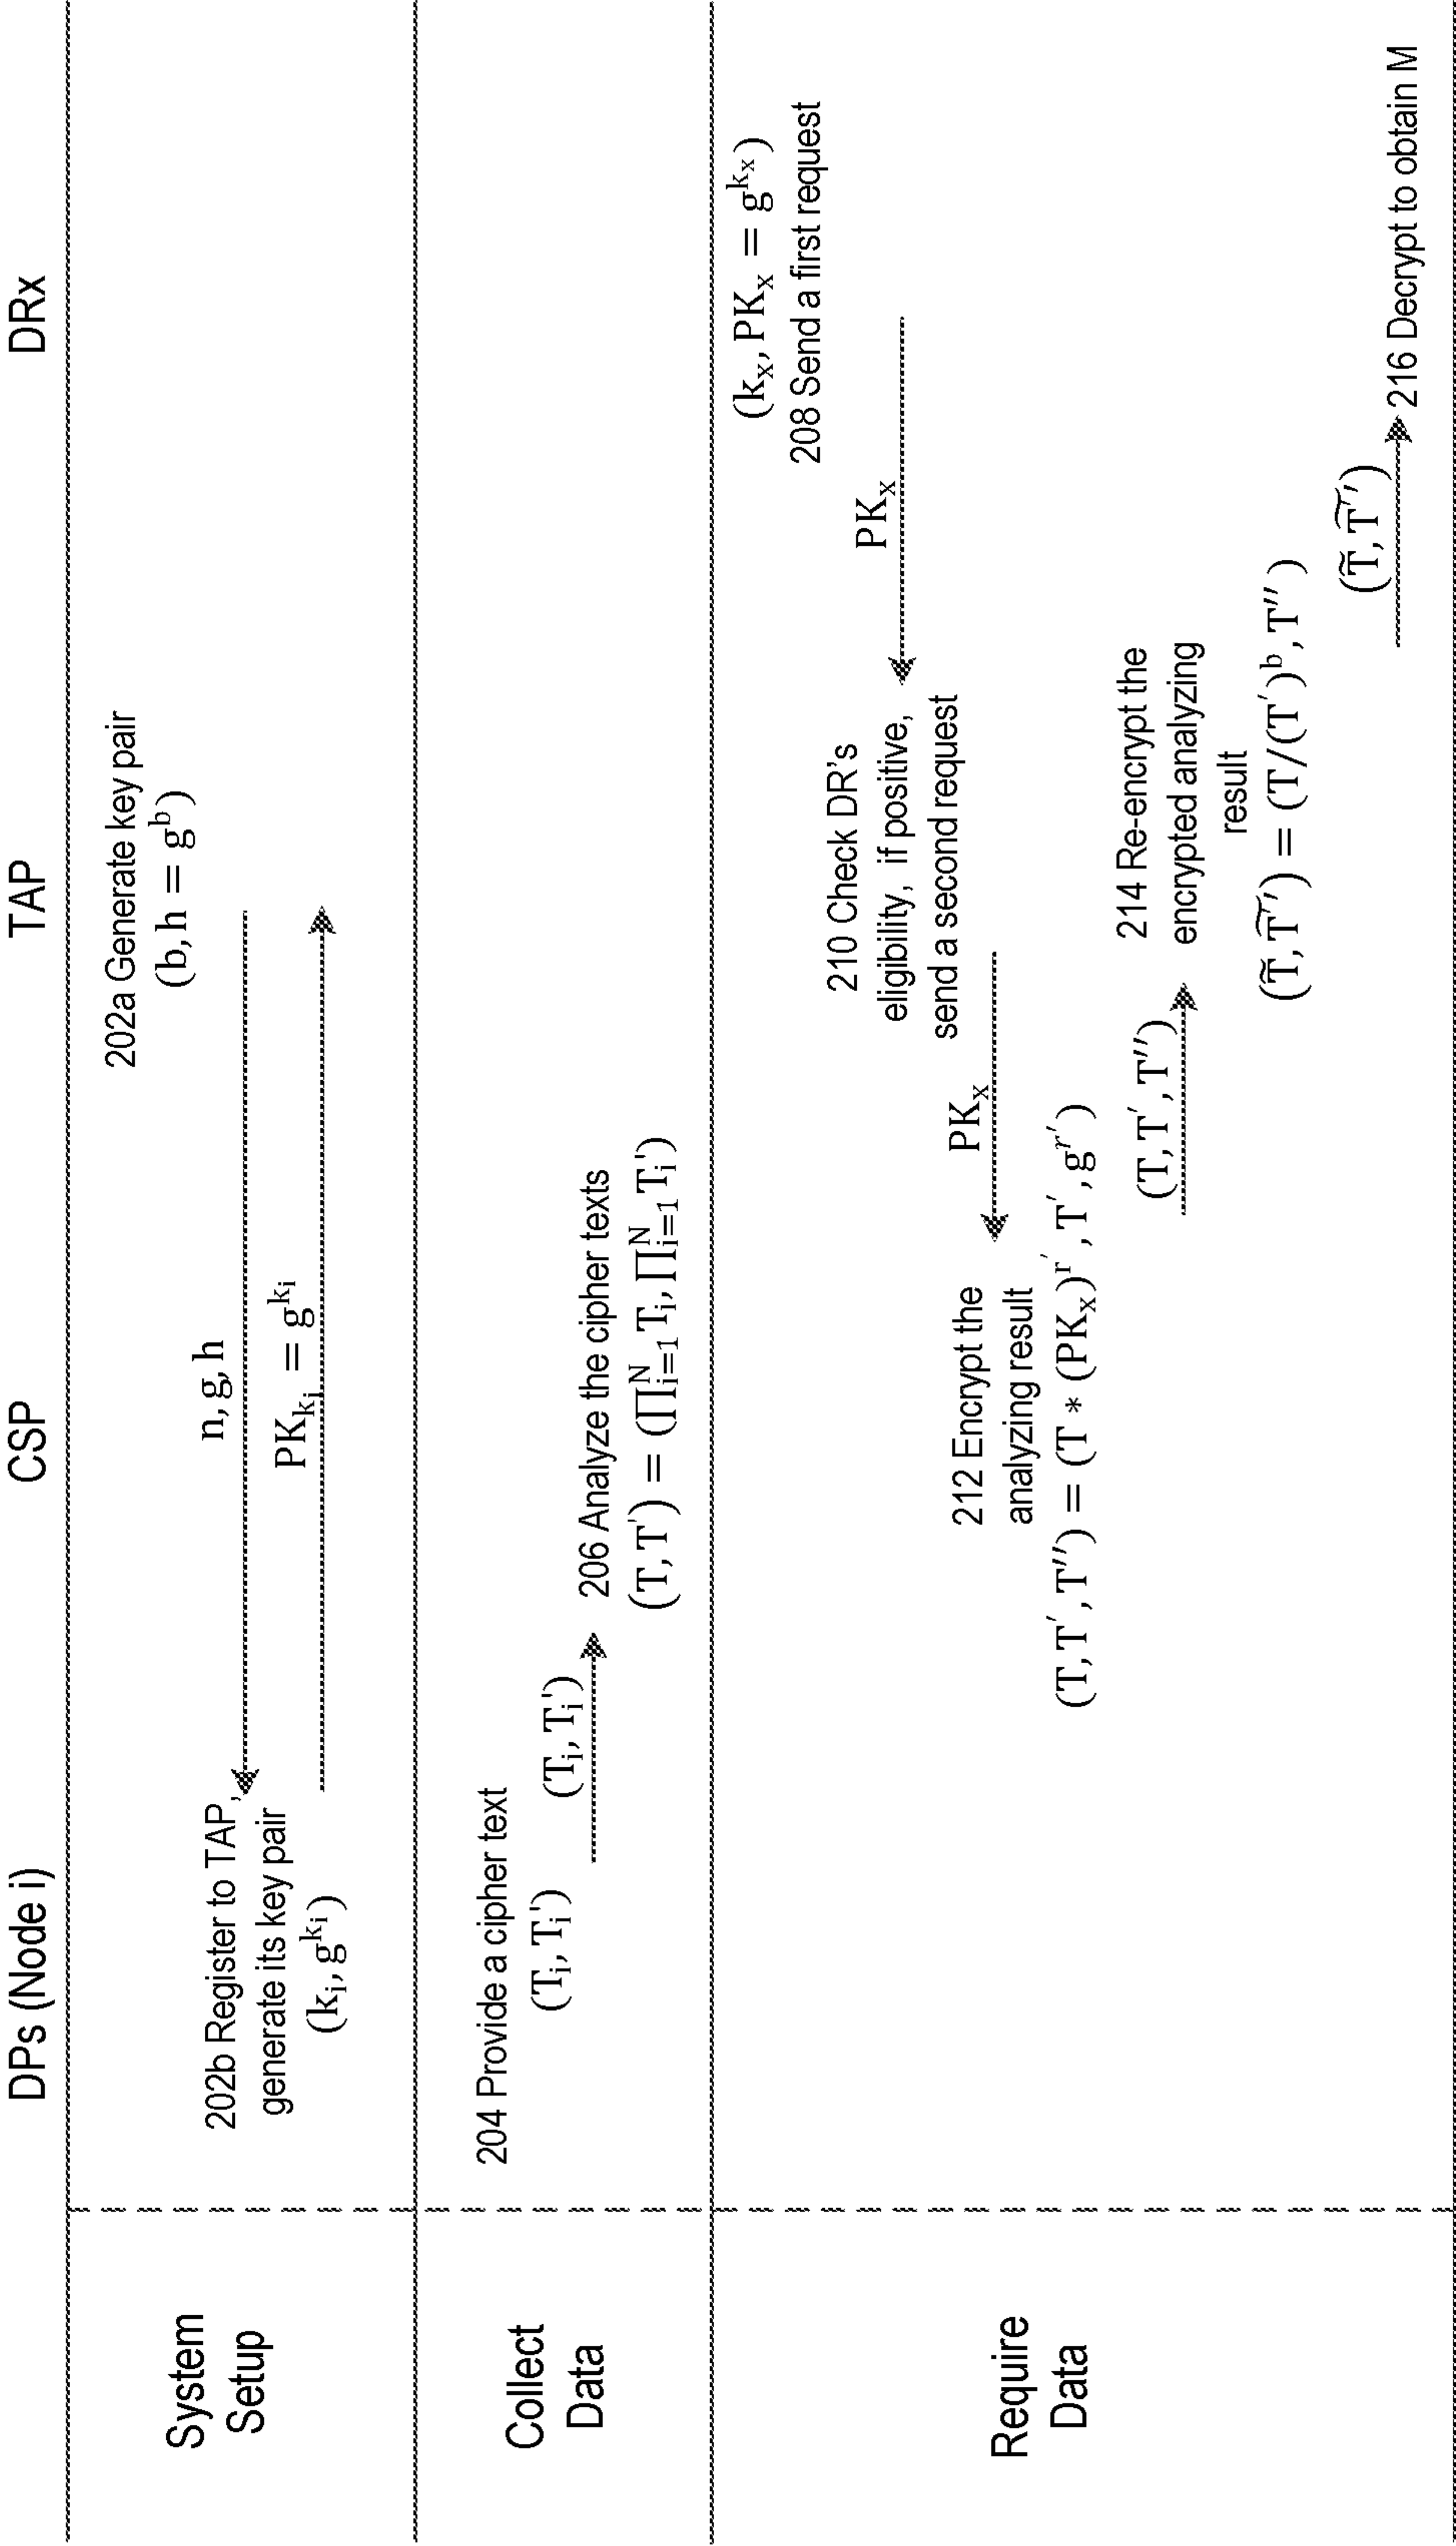 DPs (Node i)
CSP
TAP
DRx
System
Setup
202a Generate key pair
(b, h = g^b)
n, g, h
202b Register to TAP,
generate its key pair
(k_i, g^{k_i})
PK_{k_i} = g^{k_i}
Collect
Data
204 Provide a cipher text
(T_i, T_i')
(T_i, T_i')
206 Analyze the cipher texts
(T, T') = (∏_{i=1}^N T_i, ∏_{i=1}^N T_i')
Require
Data
(k_x, PK_x = g^{k_x})
208 Send a first request
PK_x
210 Check DR's
eligibility, if positive,
send a second request
PK_x
212 Encrypt the
analyzing result
(T, T', T'') = (T * (PK_x)^{r'}, T', g^{r'})
(T, T', T'')
214 Re-encrypt the
encrypted analyzing
result
(T̃, T̃'') = (T/(T')^b, T'')
(T̃, T̃'')
216 Decrypt to obtain M